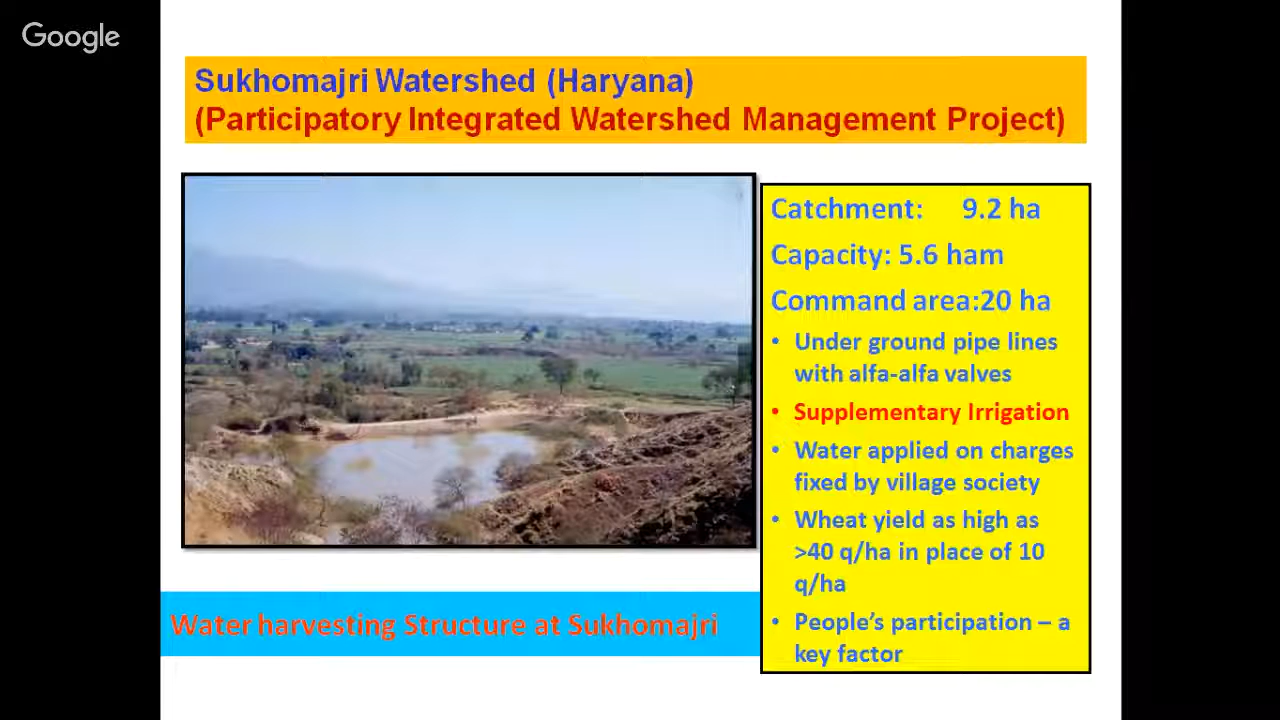 Google
Sukhomajri Watershed (Haryana)
(Participatory Integrated Watershed Management Project)
Catchment: 9.2 ha
Capacity: 5.6 ham
Command area:20 ha
• Under ground pipe lines
with alfa-alfa valves
• Supplementary Irrigation
• Water applied on charges
fixed by village society
• Wheat yield as high as
>40 q/ha in place of 10
q/ha
• People’s participation – a
key factor
Water harvesting Structure at Sukhomajri